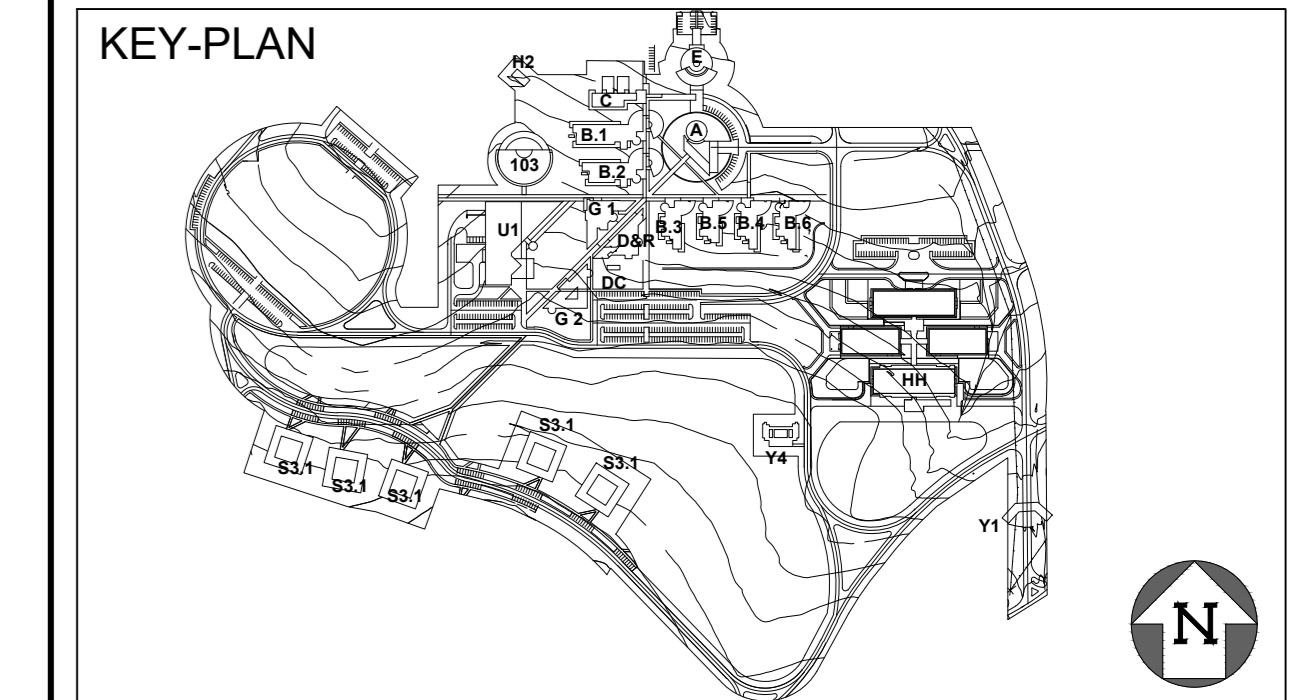 KEY-PLAN
E
H2
C
A
B.1
103
B.2
G 1
U1
B.3
B.5
B.4
B.6
D&R
DC
G 2
HH
S3.1
S3.1
Y4
S3.1
S3.1
S3.1
Y1
N